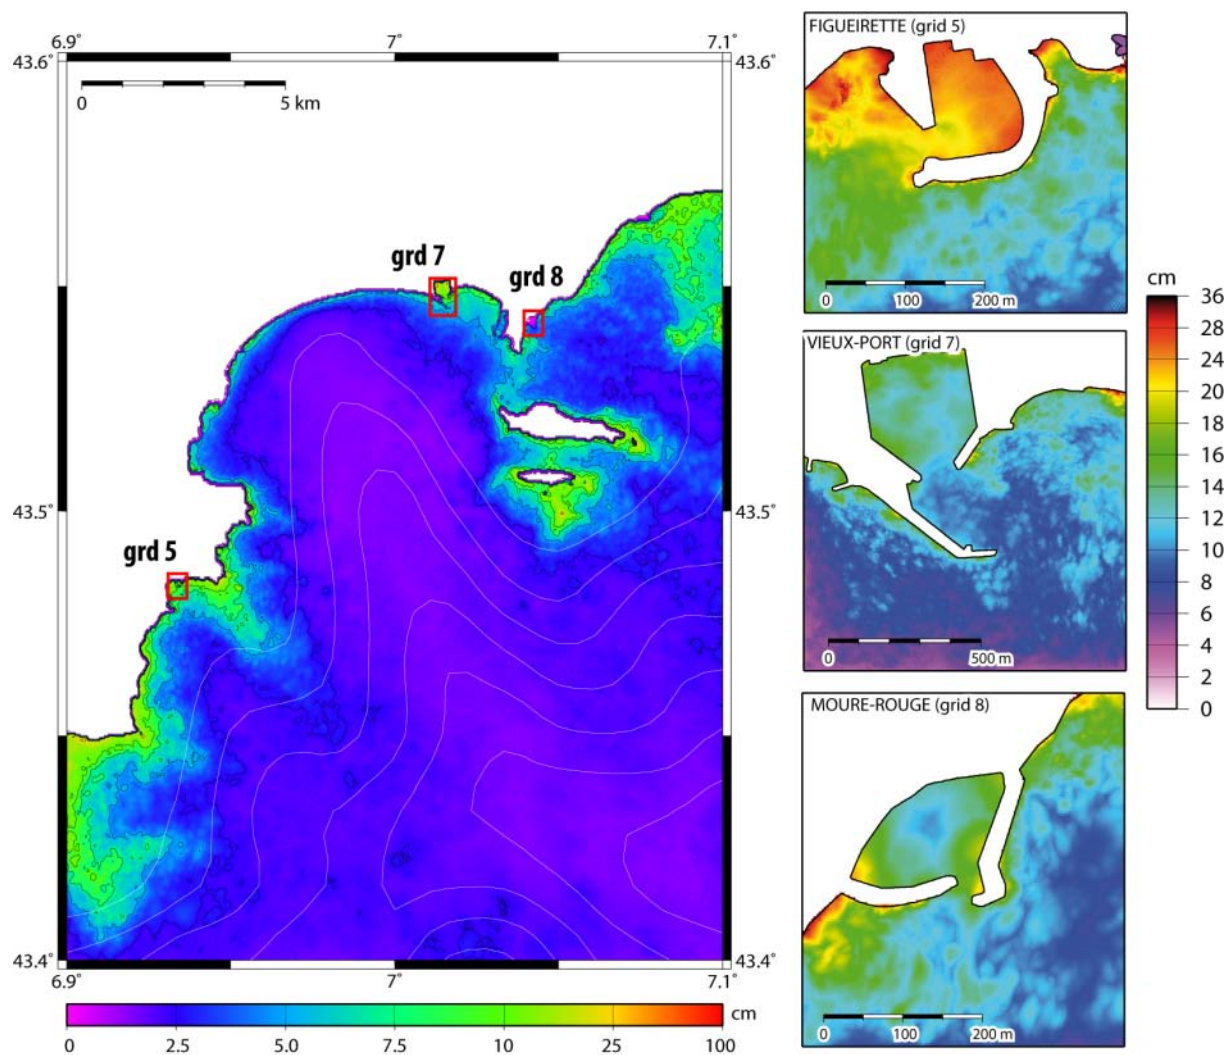 6.9° 7° 7.1°
43.6°
0 5 km
grd 7
grd 8
43.5° 43.5°
grd 5
43.4° 43.4°
6.9° 7° 7.1°
cm
0 2.5 5.0 7.5 10 25 100
FIGUEIRETTE (grid 5)
0 100 200 m
VIEUX-PORT (grid 7)
0 500 m
MOURE-ROUGE (grid 8)
0 100 200 m
cm
36
28
24
20
18
16
14
12
10
8
6
4
2
0